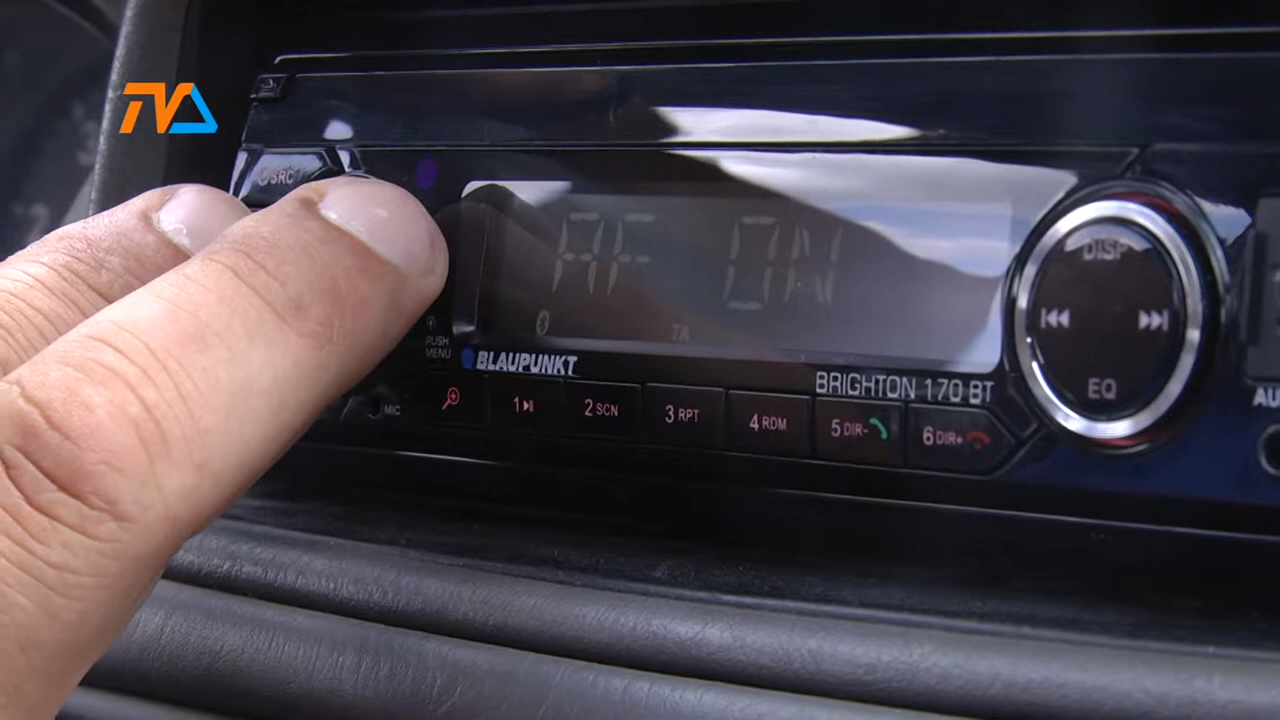 TVA
SRC
AF ON
TA
PUSH
MENU
BLAUPUNKT
BRIGHTON 170 BT
MIC
1
2 SCN
3 RPT
4 RDM
5 DIR-
6 DIR+
DISP
EQ
AU